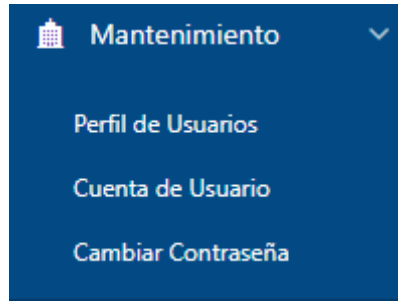 Mantenimiento
Perfil de Usuarios
Cuenta de Usuario
Cambiar Contraseña